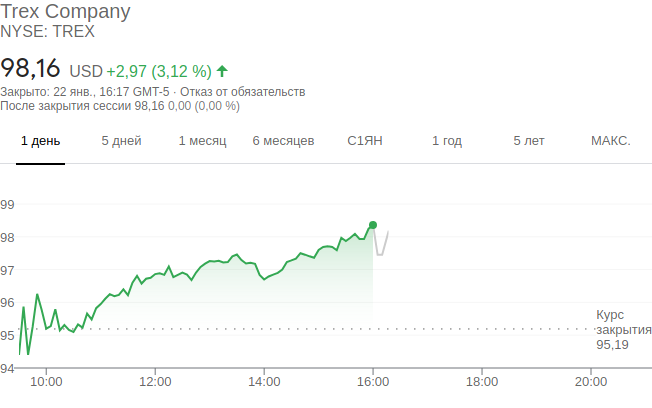 Trex Company
NYSE: TREX
98,16 USD +2,97 (3,12 %)
Закрыто: 22 янв., 16:17 GMT-5 · Отказ от обязательств
После закрытия сессии 98,16 0,00 (0,00 %)
1 день 5 дней 1 месяц 6 месяцев С1ЯН 1 год 5 лет МАКС.
99
98
97
96
Курс
закрытия
95,19
95
94
10:00 12:00 14:00 16:00 18:00 20:00